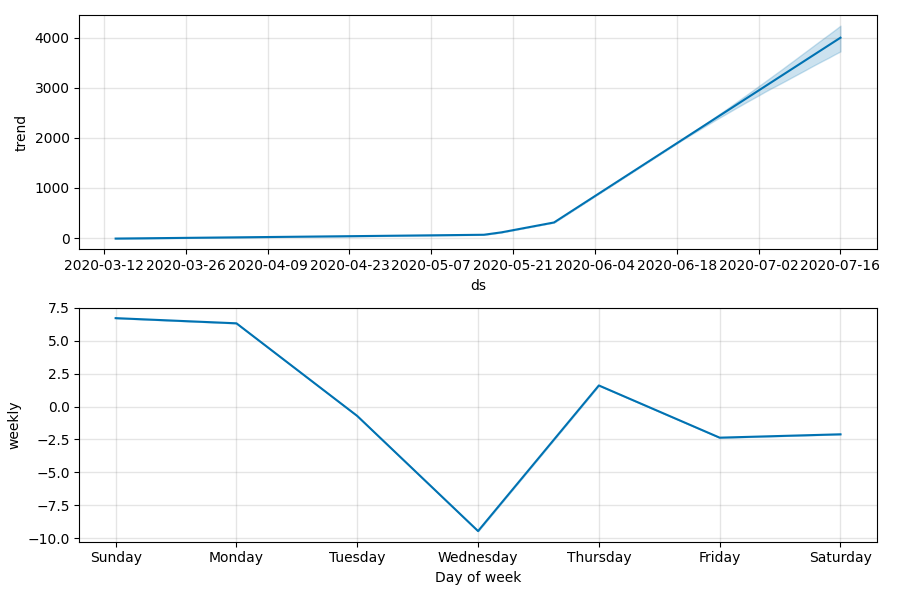 4000
3000
2000
1000
0
trend
2020-03-12 2020-03-26 2020-04-09 2020-04-23 2020-05-07 2020-05-21 2020-06-04 2020-06-18 2020-07-02 2020-07-16
ds
7.5
5.0
2.5
0.0
−2.5
−5.0
−7.5
−10.0
weekly
Sunday Monday Tuesday Wednesday Thursday Friday Saturday
Day of week